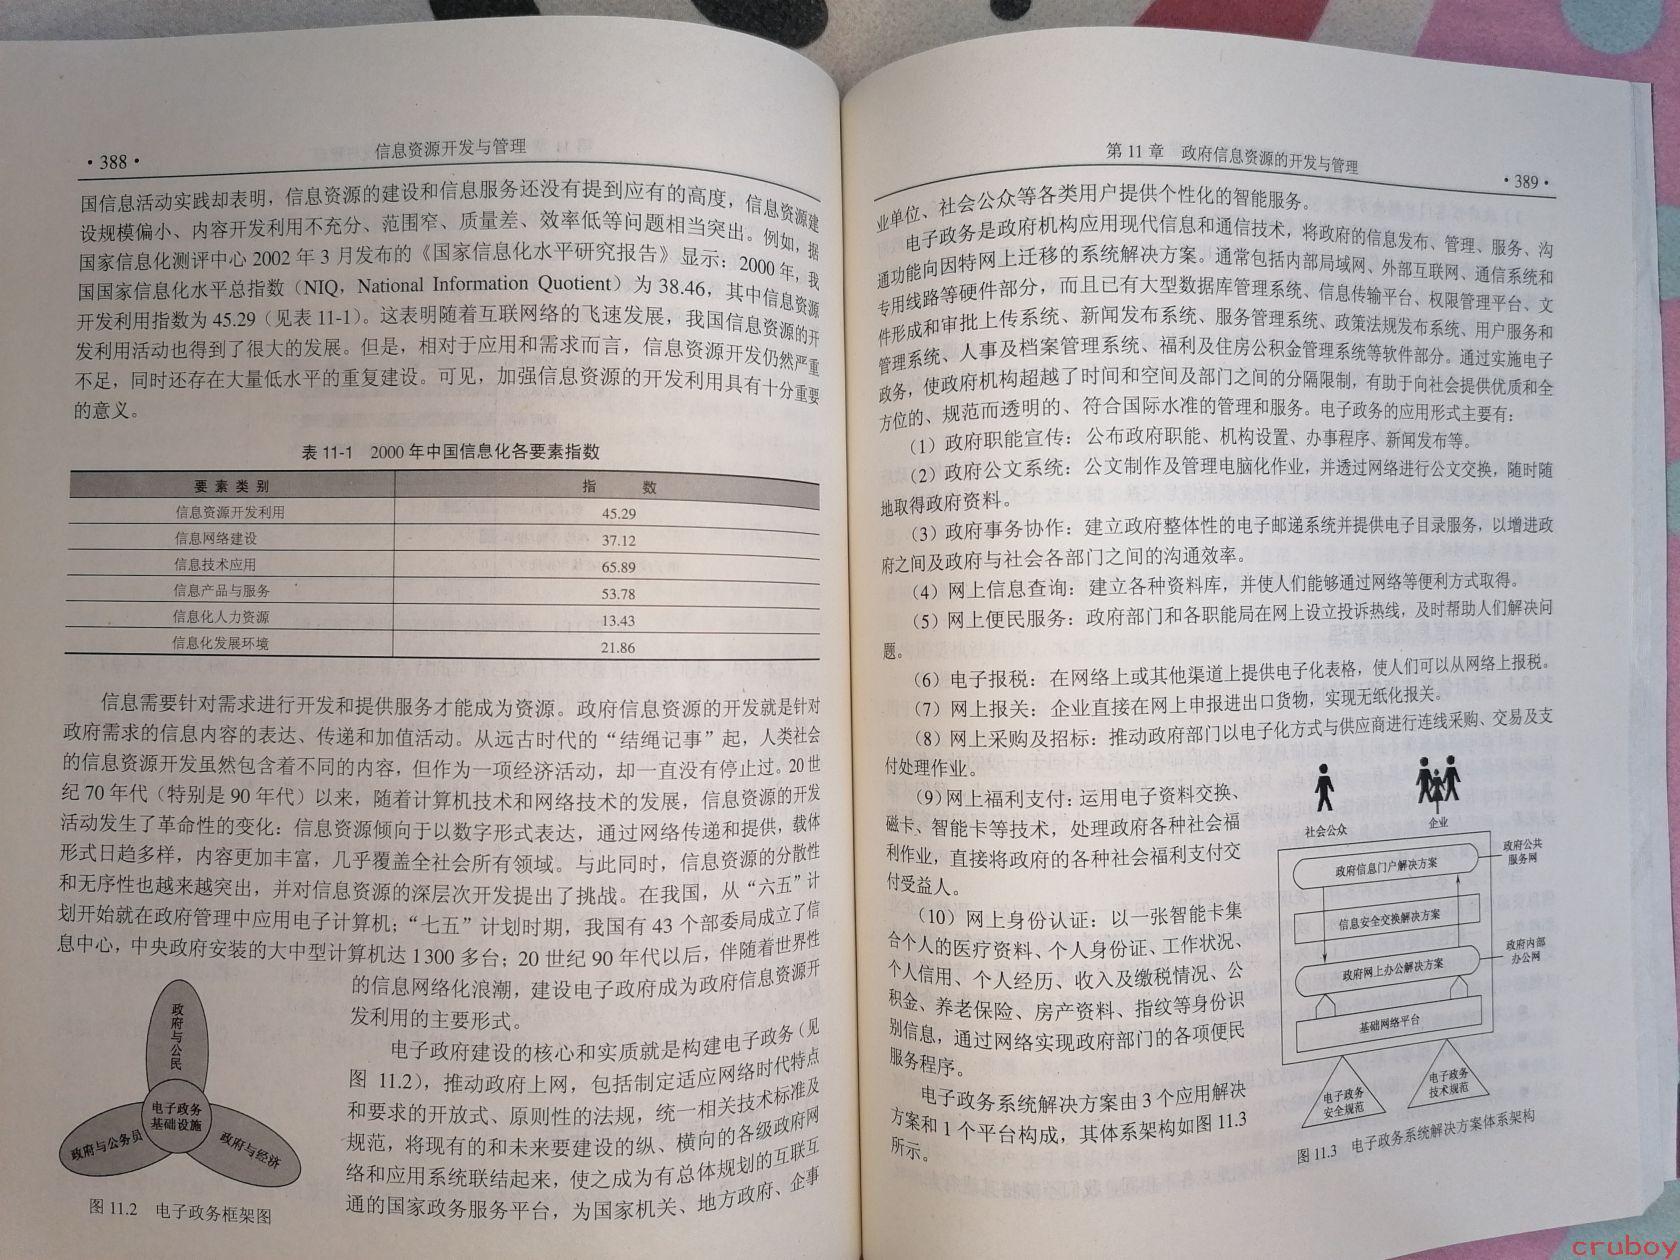 ·388·
信息资源开发与管理
国信息活动实践却表明，信息资源的建设和信息服务还没有提到应有的高度，信息资源建
设规模偏小、内容开发利用不充分、范围窄、质量差、效率低等问题相当突出。例如，据
国家信息化测评中心 2002 年 3 月发布的《国家信息化水平研究报告》显示：2000 年，我
国国家信息化水平总指数（NIQ，National Information Quotient）为 38.46，其中信息资源
开发利用指数为 45.29（见表 11-1）。这表明随着互联网络的飞速发展，我国信息资源的开
发利用活动也得到了很大的发展。但是，相对于应用和需求而言，信息资源开发仍然严重
不足，同时还存在大量低水平的重复建设。可见，加强信息资源的开发利用具有十分重要
的意义。
表 11-1 2000 年中国信息化各要素指数
要素类别 指数
信息资源开发利用 45.29
信息网络建设 37.12
信息技术应用 65.89
信息产品与服务 53.78
信息化人力资源 13.43
信息化发展环境 21.86
信息需要针对需求进行开发和提供服务才能成为资源。政府信息资源的开发就是针对
政府需求的信息内容的表达、传递和加值活动。从远古时代的“结绳记事”起，人类社会
的信息资源开发虽然包含着不同的内容，但作为一项经济活动，却一直没有停止过。20 世
纪 70 年代（特别是 90 年代）以来，随着计算机技术和网络技术的发展，信息资源的开发
活动发生了革命性的变化：信息资源倾向于以数字形式表达，通过网络传递和提供，载体
形式日趋多样，内容更加丰富，几乎覆盖全社会所有领域。与此同时，信息资源的分散性
和无序性也越来越突出，并对信息资源的深层次开发提出了挑战。在我国，从“六五”计
划开始就在政府管理中应用电子计算机；“七五”计划时期，我国有 43 个部委局成立了信
息中心，中央政府安装的大中型计算机达 1300 多台；20 世纪 90 年代以后，伴随着世界性
的信息网络化浪潮，建设电子政府成为政府信息资源开
发利用的主要形式。
电子政府建设的核心和实质就是构建电子政务（见
图 11.2），推动政府上网，包括制定适应网络时代特点
和要求的开放式、原则性的法规，统一相关技术标准及
规范，将现有的和未来要建设的纵、横向的各级政府网
络和应用系统联结起来，使之成为有总体规划的互联互
通的国家政务服务平台，为国家机关、地方政府、企事
政府与公民
电子政务
基础设施
政府与公务员
政府与经济
图 11.2 电子政务框架图
第 11 章 政府信息资源的开发与管理
·389·
业单位、社会公众等各类用户提供个性化的智能服务。
电子政务是政府机构应用现代信息和通信技术，将政府的信息发布、管理、服务、沟
通功能向因特网上迁移的系统解决方案。通常包括内部局域网、外部互联网、通信系统和
专用线路等硬件部分，而且已有大型数据库管理系统、信息传输平台、权限管理平台、文
件形成和审批上传系统、新闻发布系统、服务管理系统、政策法规发布系统、用户服务和
管理系统、人事及档案管理系统、福利及住房公积金管理系统等软件部分。通过实施电子
政务，使政府机构超越了时间和空间及部门之间的分隔限制，有助于向社会提供优质和全
方位的、规范而透明的、符合国际水准的管理和服务。电子政务的应用形式主要有：
（1）政府职能宣传：公布政府职能、机构设置、办事程序、新闻发布等。
（2）政府公文系统：公文制作及管理电脑化作业，并透过网络进行公文交换，随时随
地取得政府资料。
（3）政府事务协作：建立政府整体性的电子邮递系统并提供电子目录服务，以增进政
府之间及政府与社会各部门之间的沟通效率。
（4）网上信息查询：建立各种资料库，并使人们能够通过网络等便利方式取得。
（5）网上便民服务：政府部门和各职能局在网上设立投诉热线，及时帮助人们解决问
题。
（6）电子报税：在网络上或其他渠道上提供电子化表格，使人们可以从网络上报税。
（7）网上报关：企业直接在网上申报进出口货物，实现无纸化报关。
（8）网上采购及招标：推动政府部门以电子化方式与供应商进行连线采购、交易及支
付处理作业。
（9）网上福利支付：运用电子资料交换、
磁卡、智能卡等技术，处理政府各种社会福
利作业，直接将政府的各种社会福利支付交
付受益人。
（10）网上身份认证：以一张智能卡集
合个人的医疗资料、个人身份证、工作状况、
个人信用、个人经历、收入及缴税情况、公
积金、养老保险、房产资料、指纹等身份识
别信息，通过网络实现政府部门的各项便民
服务程序。
电子政务系统解决方案由 3 个应用解决
方案和 1 个平台构成，其体系架构如图 11.3
所示。
社会公众
企业
政府信息门户解决方案
政府公共
服务网
信息安全交换解决方案
政府网上办公解决方案
政府内部
办公网
基础网络平台
电子政务
安全规范
电子政务
技术规范
图 11.3 电子政务系统解决方案体系架构
cruboy